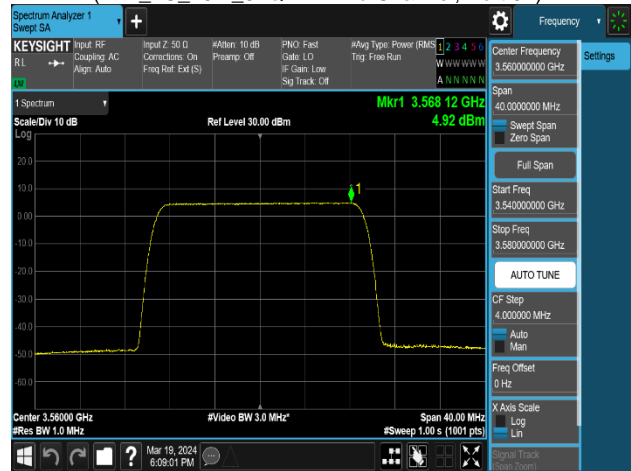 Spectrum Analyzer 1
Swept SA
Frequency
KEYSIGHT
Input: RF
Input Z: 50 Ω
#Atten: 10 dB
PNO: Fast
#Avg Type: Power (RMS
1 2 3 4 5 6
RL
Coupling: AC
Corrections: On
Preamp: Off
Gate: LO
Trig: Free Run
W W W W W W
Align: Auto
Freq Ref: Ext (S)
IF Gain: Low
A N N N N N
Sig Track: Off
Center Frequency
3.560000000 GHz
Settings
Span
40.0000000 MHz
Swept Span
Zero Span
Full Span
Start Freq
3.540000000 GHz
Stop Freq
3.580000000 GHz
AUTO TUNE
CF Step
4.000000 MHz
Auto
Man
Freq Offset
0 Hz
X Axis Scale
Log
Lin
Signal Track
(Span Zoom)
1 Spectrum
Mkr1 3.568 12 GHz
Scale/Div 10 dB
Ref Level 30.00 dBm
4.92 dBm
Log
1
20.0
10.0
0.00
-10.0
-20.0
-30.0
-40.0
-50.0
-60.0
Center 3.56000 GHz
#Video BW 3.0 MHz*
Span 40.00 MHz
#Res BW 1.0 MHz
#Sweep 1.00 s (1001 pts)
?
Mar 19, 2024
6:09:01 PM